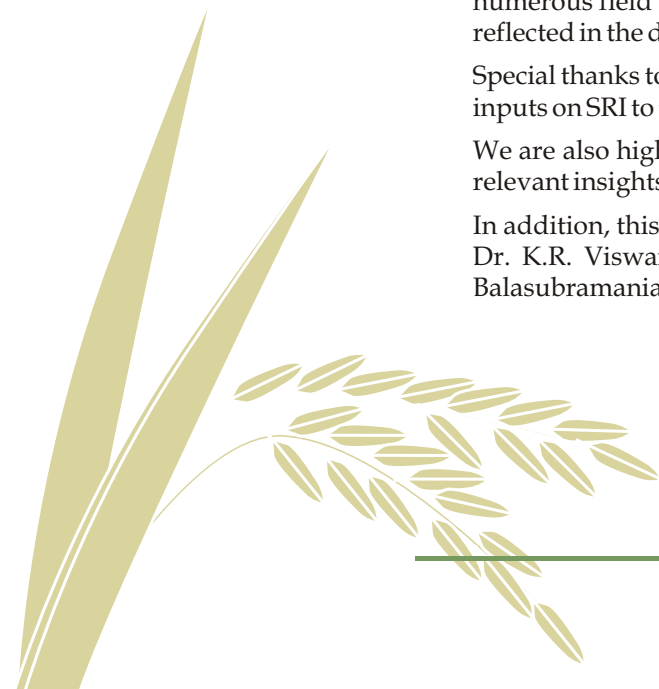 numerous field
reflected in the d
Special thanks to
inputs on SRI to
We are also high
relevant insights
In addition, this
Dr. K.R. Viswan
Balasubramania